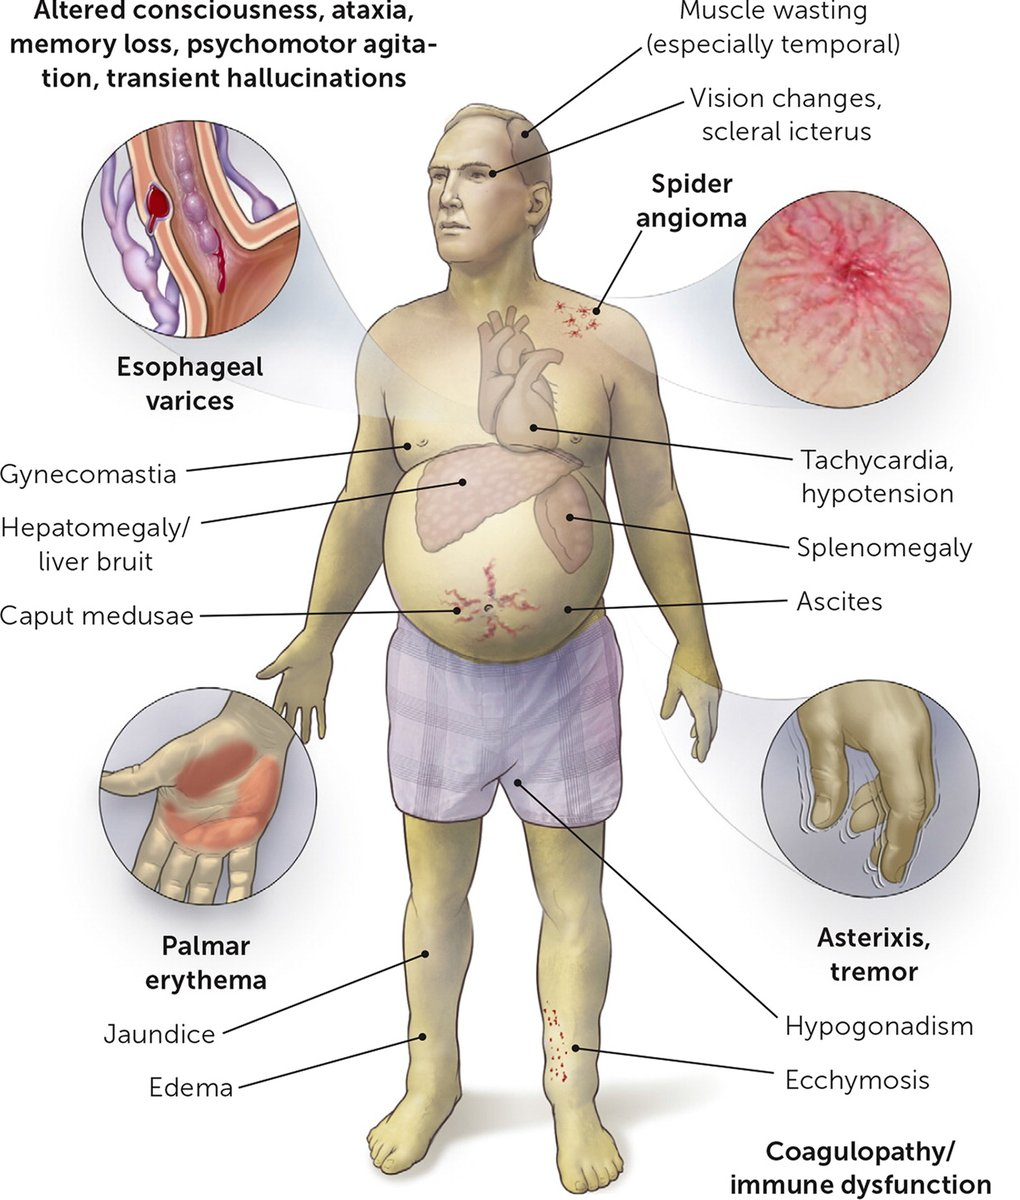 Altered consciousness, ataxia,
memory loss, psychomotor agita-
tion, transient hallucinations
Muscle wasting
(especially temporal)
Vision changes,
scleral icterus
Spider
angioma
Esophageal
varices
Gynecomastia
Hepatomegaly/
liver bruit
Caput medusae
Tachycardia,
hypotension
Splenomegaly
Ascites
Palmar
erythema
Jaundice
Edema
Asterixis,
tremor
Hypogonadism
Ecchymosis
Coagulopathy/
immune dysfunction